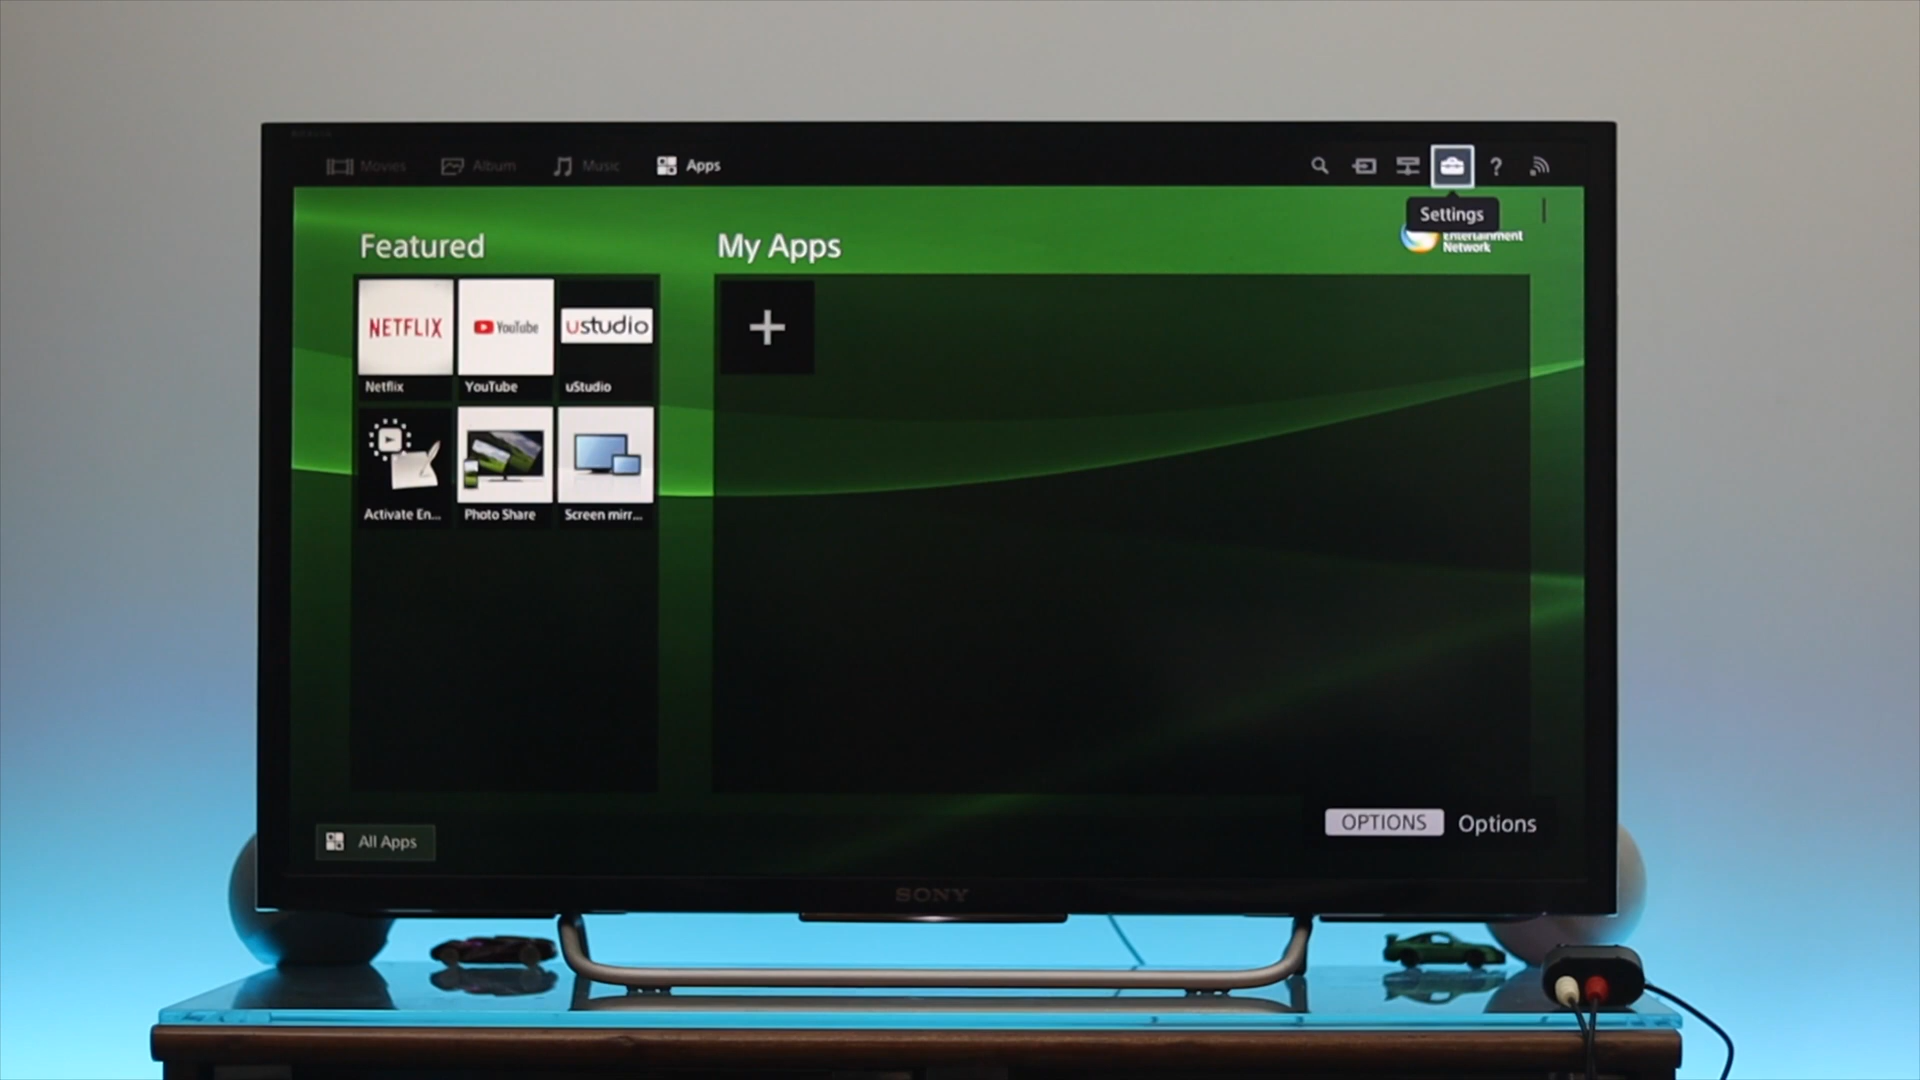 Movies Album Music Apps
?
Settings
Entertainment
Network
Featured My Apps
NETFLIX YouTube ustudio
+
Netflix YouTube uStudio
Activate En... Photo Share Screen mirr...
OPTIONS Options
All Apps
SONY